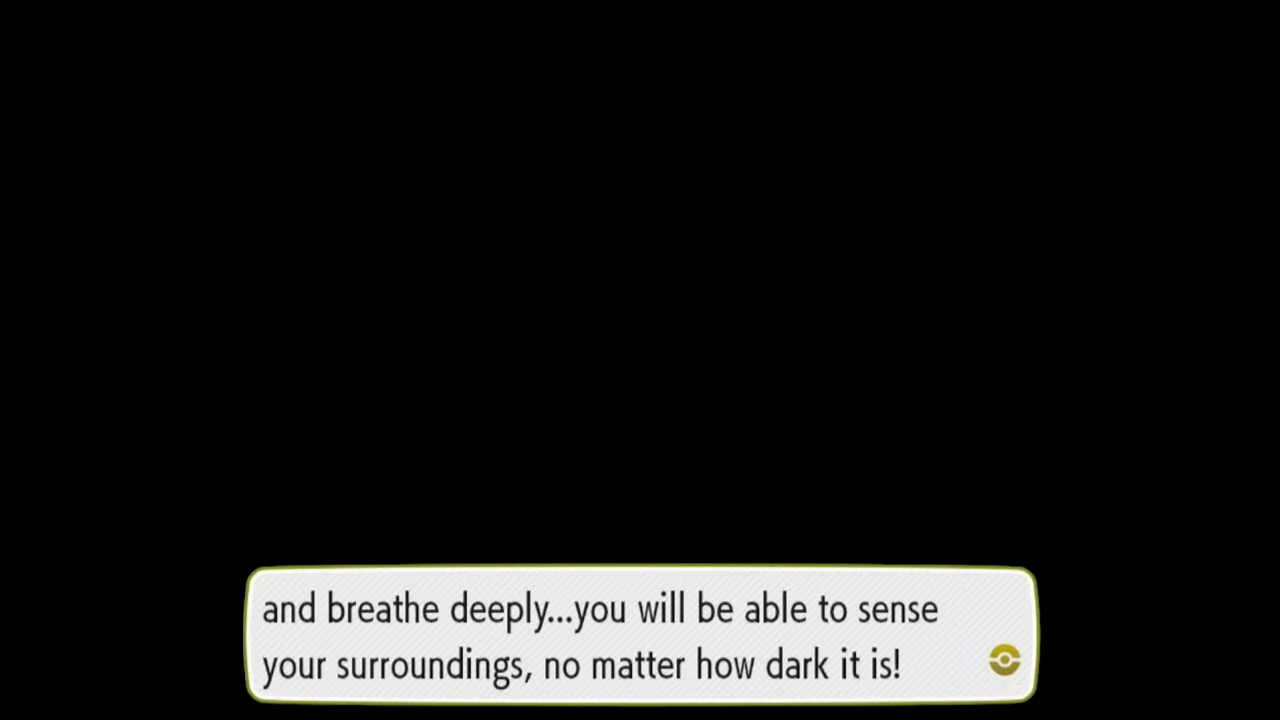 and breathe deeply...you will be able to sense
your surroundings, no matter how dark it is!